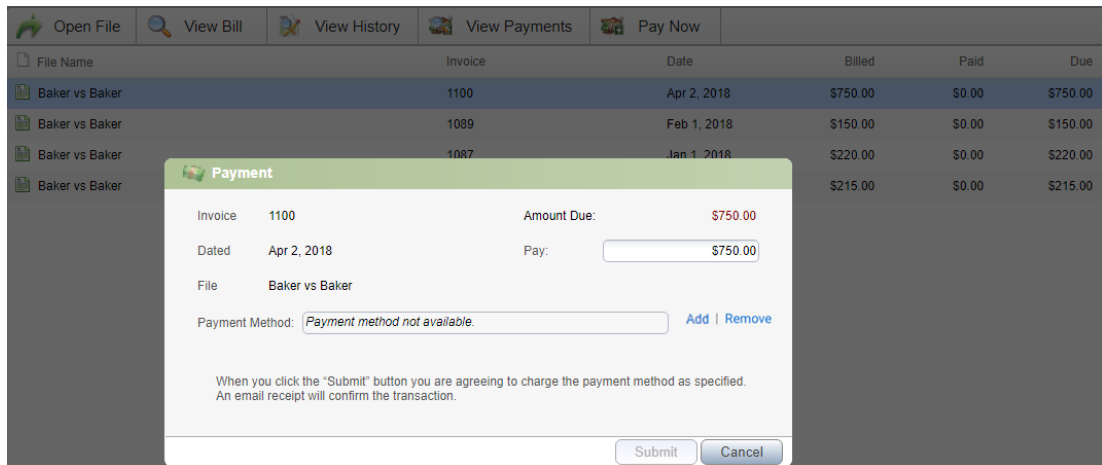 Open File View Bill View History View Payments Pay Now
File Name Invoice Date Billed Paid Due
Baker vs Baker 1100 Apr 2, 2018 $750.00 $0.00 $750.00
Baker vs Baker 1089 Feb 1, 2018 $150.00 $0.00 $150.00
Baker vs Baker 1087 Jan 1, 2018 $220.00 $0.00 $220.00
Baker vs Baker $215.00 $0.00 $215.00
Payment
Invoice 1100 Amount Due: $750.00
Dated Apr 2, 2018 Pay: $750.00
File Baker vs Baker
Payment Method: Payment method not available. Add | Remove
When you click the “Submit” button you are agreeing to charge the payment method as specified.
An email receipt will confirm the transaction.
Submit Cancel